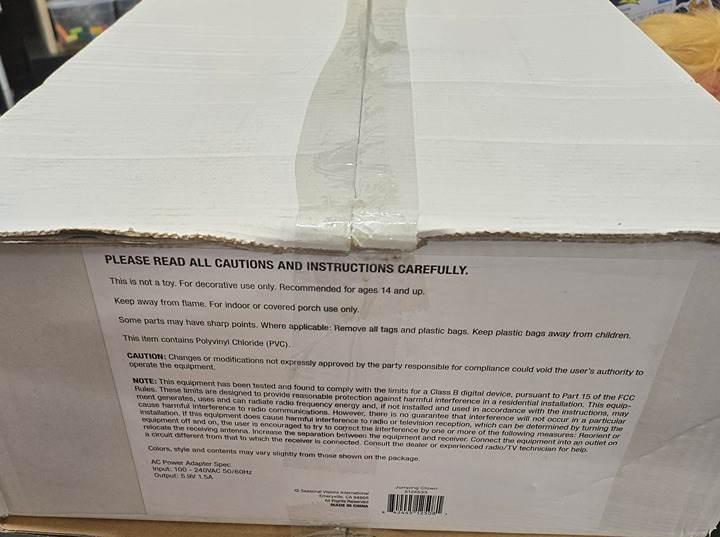 PLEASE READ ALL CAUTIONS AND INSTRUCTIONS CAREFULLY.
This is not a toy. For decorative use only. Recommended for ages 14 and up.
Keep away from flame. For indoor or covered porch use only.
Some parts may have sharp points. Where applicable: Remove all tags and plastic bags. Keep plastic bags away from children.
This item contains Polyvinyl Chloride (PVC).
CAUTION: Changes or modifications not expressly approved by the party responsible for compliance could void the user's authority to
operate the equipment.
NOTE: This equipment has been tested and found to comply with the limits for a Class B digital device, pursuant to Part 15 of the FCC
Rules. These limits are designed to provide reasonable protection against harmful interference in a residential installation. This equip-
ment generates, uses and can radiate radio frequency energy and, if not installed and used in accordance with the instructions, may
cause harmful interference to radio communications. However, there is no guarantee that interference will not occur in a particular
installation. If this equipment does cause harmful interference to radio or television reception, which can be determined by turning the
equipment off and on, the user is encouraged to try to correct the interference by one or more of the following measures: Reorient or
relocate the receiving antenna. Increase the separation between the equipment and receiver. Connect the equipment into an outlet on
a circuit different from that to which the receiver is connected. Consult the dealer or experienced radio/TV technician for help.
Colors, style and contents may vary slightly from those shown on the package.
AC Power Adapter Spec
Input: 100 - 240VAC 50/60Hz
Output: 5.9V 1.5A
© Seasonal Visions International
Emeryville, CA 94608
All Rights Reserved
MADE IN CHINA
Jumping Clown